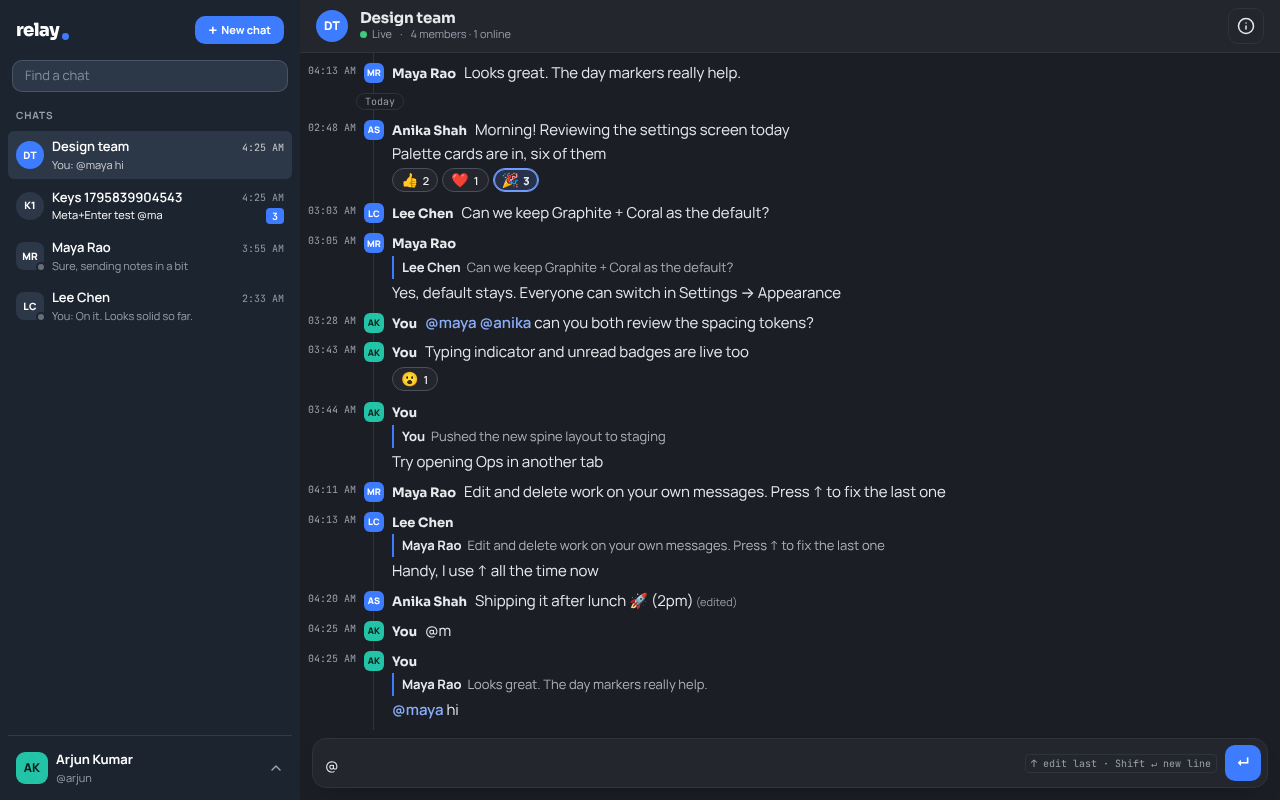 relay
+ New chat
Find a chat
CHATS
DT
Design team
4:25 AM
You: @maya hi
K1
Keys 1795839904543
4:25 AM
Meta+Enter test @ma
3
MR
Maya Rao
3:55 AM
Sure, sending notes in a bit
LC
Lee Chen
2:33 AM
You: On it. Looks solid so far.
AK
Arjun Kumar
@arjun
DT
Design team
Live · 4 members · 1 online
04:13 AM MR Maya Rao Looks great. The day markers really help.
Today
02:48 AM AS Anika Shah Morning! Reviewing the settings screen today
Palette cards are in, six of them
👍 2 ❤️ 1 🎉 3
03:03 AM LC Lee Chen Can we keep Graphite + Coral as the default?
03:05 AM MR Maya Rao
Lee Chen Can we keep Graphite + Coral as the default?
Yes, default stays. Everyone can switch in Settings → Appearance
03:28 AM AK You @maya @anika can you both review the spacing tokens?
03:43 AM AK You Typing indicator and unread badges are live too
😮 1
03:44 AM AK You
You Pushed the new spine layout to staging
Try opening Ops in another tab
04:11 AM MR Maya Rao Edit and delete work on your own messages. Press ↑ to fix the last one
04:13 AM LC Lee Chen
Maya Rao Edit and delete work on your own messages. Press ↑ to fix the last one
Handy, I use ↑ all the time now
04:20 AM AS Anika Shah Shipping it after lunch 🚀 (2pm) (edited)
04:25 AM AK You @m
04:25 AM AK You
Maya Rao Looks great. The day markers really help.
@maya hi
@
↑ edit last · Shift ↵ new line